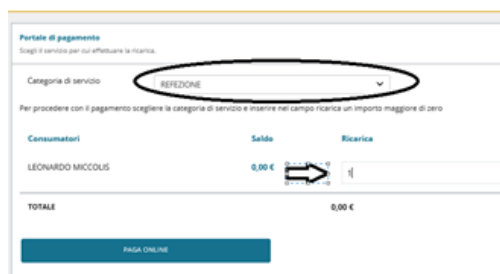 Portale di pagamento
Scegli il servizio per cui effettuare la ricarica.
Categoria di servizio REFEZIONE
Per procedere con il pagamento scegliere la categoria di servizio e inserire nel campo ricarica un importo maggiore di zero
Consumatori Saldo Ricarica
LEONARDO MICCOLIS 0,00 €
TOTALE 0,00 €
PAGA ONLINE